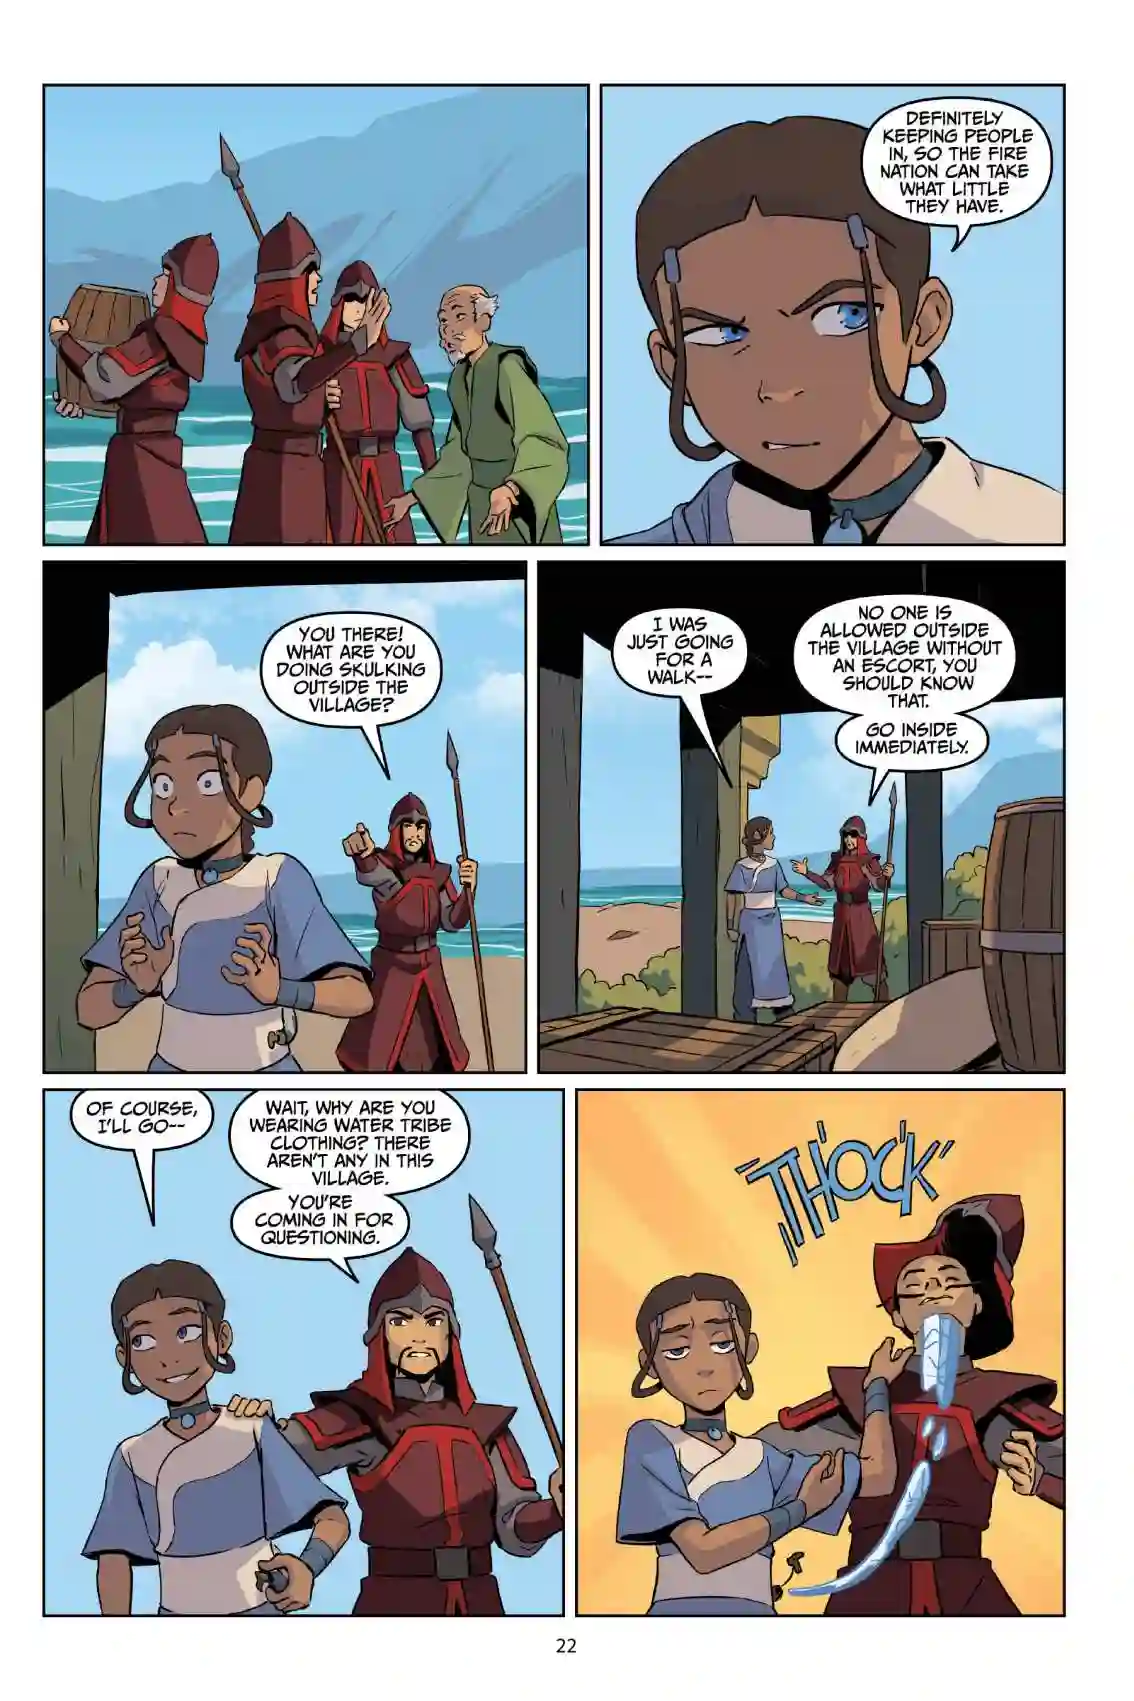 DEFINITELY
KEEPING PEOPLE
IN, SO THE FIRE
NATION CAN TAKE
WHAT LITTLE
THEY HAVE.
YOU THERE!
WHAT ARE YOU
DOING SKULKING
OUTSIDE THE
VILLAGE?
I WAS
JUST GOING
FOR A
WALK--
NO ONE IS
ALLOWED OUTSIDE
THE VILLAGE WITHOUT
AN ESCORT, YOU
SHOULD KNOW
THAT.
GO INSIDE
IMMEDIATELY.
OF COURSE,
I'LL GO--
WAIT, WHY ARE YOU
WEARING WATER TRIBE
CLOTHING? THERE
AREN'T ANY IN THIS
VILLAGE.
YOU'RE
COMING IN FOR
QUESTIONING.
THOCK
22